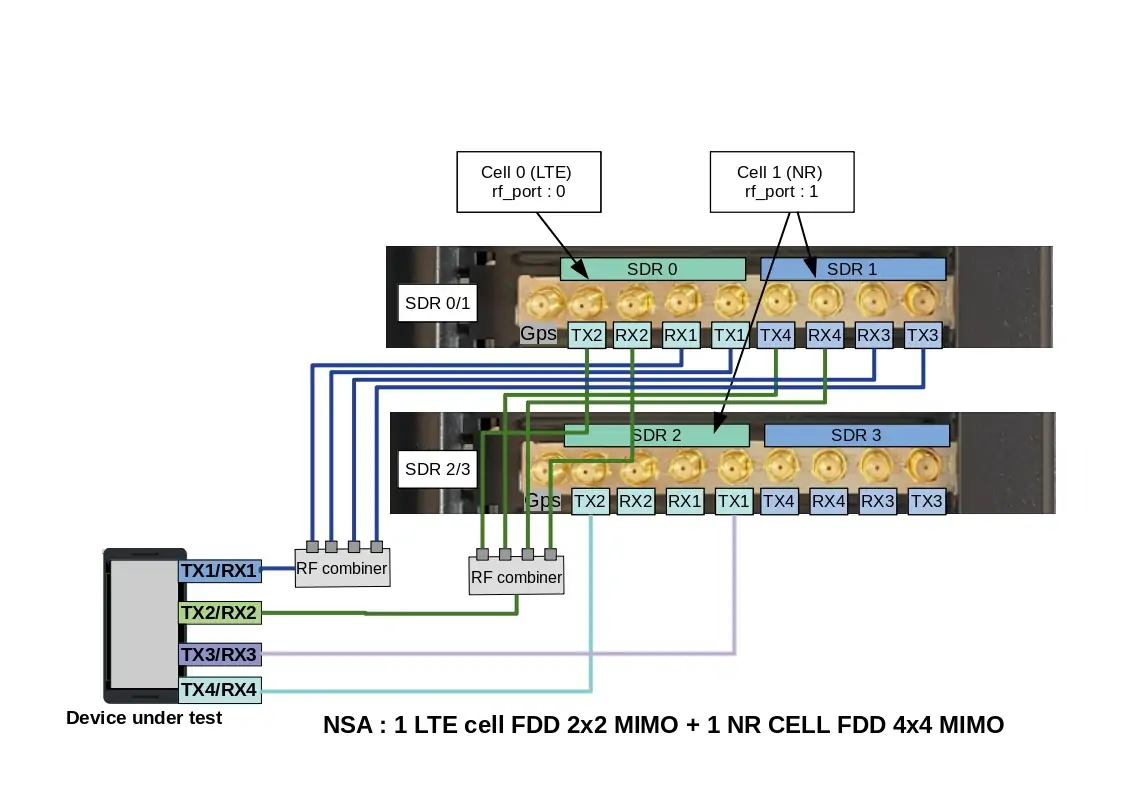 Cell 0 (LTE)
rf_port : 0
Cell 1 (NR)
rf_port : 1
SDR 0
SDR 1
SDR 0/1
Gps
TX2
RX2
RX1
TX1
TX4
RX4
RX3
TX3
SDR 2
SDR 3
SDR 2/3
Gps
TX2
RX2
RX1
TX1
TX4
RX4
RX3
TX3
RF combiner
RF combiner
TX1/RX1
TX2/RX2
TX3/RX3
TX4/RX4
Device under test
NSA : 1 LTE cell FDD 2x2 MIMO + 1 NR CELL FDD 4x4 MIMO